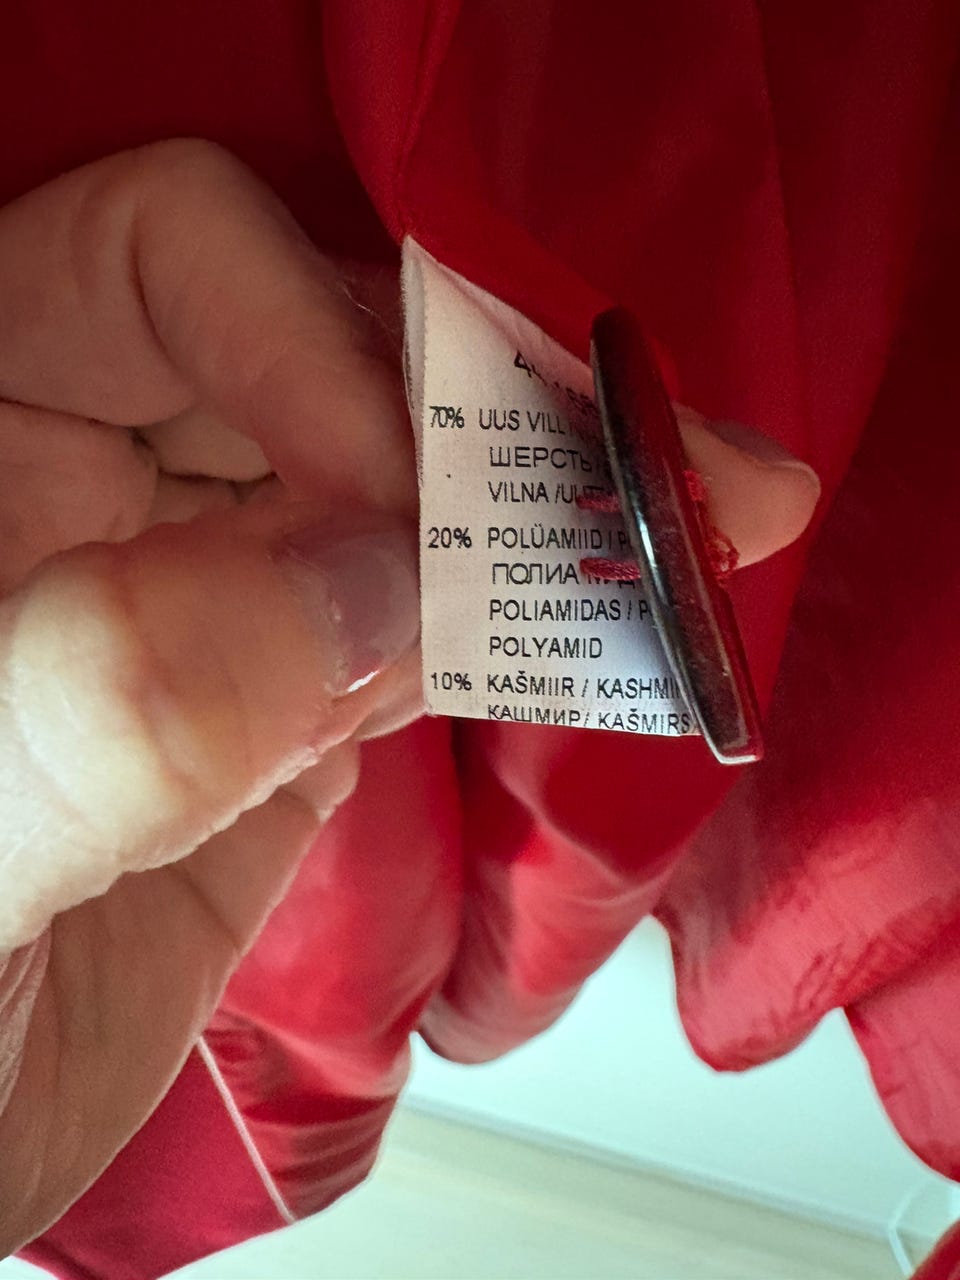 70% UUS VILL
ШЕРСТЬ
VILNA /
20% POLÜAMIID /
ПОЛИА
POLIAMIDAS /
POLYAMID
10% KAŠMIIR / KASHMI
КАШМИР/ KAŠMIRS